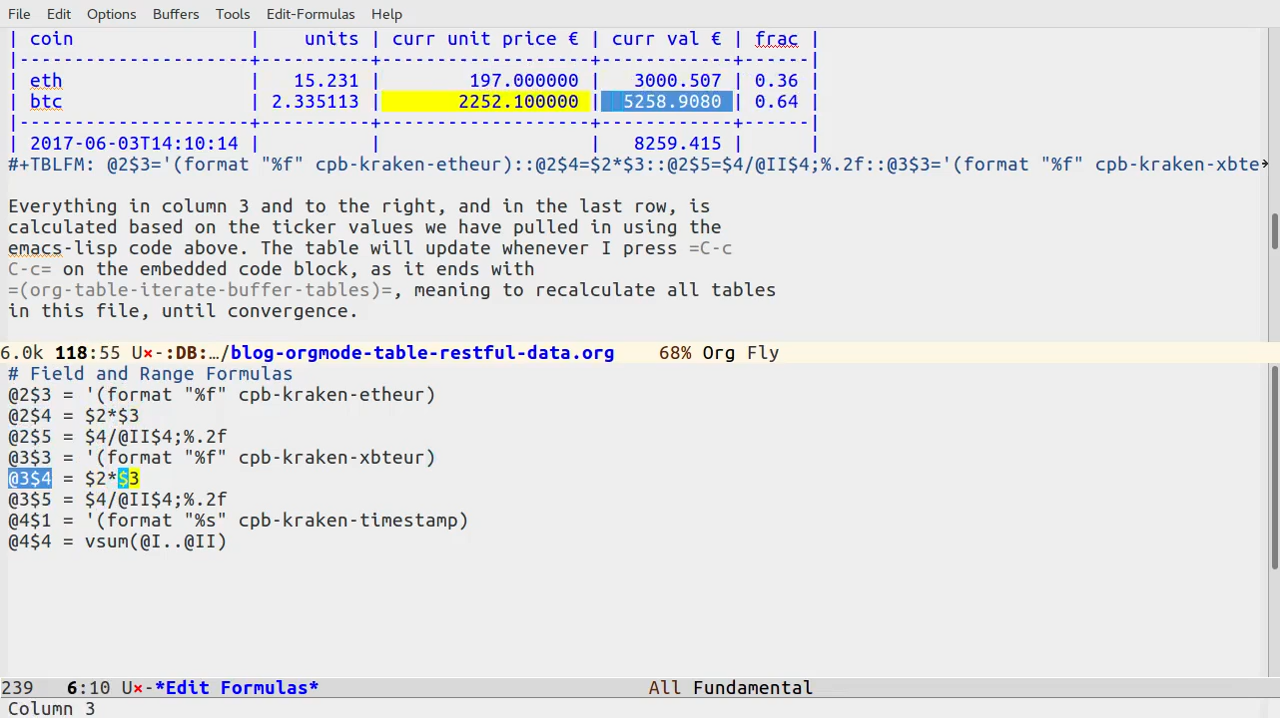 File Edit Options Buffers Tools Edit-Formulas Help
| coin                |    units | curr unit price € | curr val € | frac |
|---------------------+----------+-------------------+------------+------|
| eth                 |   15.231 |        197.000000 |   3000.507 | 0.36 |
| btc                 | 2.335113 |       2252.100000 |  5258.9080 | 0.64 |
|---------------------+----------+-------------------+------------+------|
| 2017-06-03T14:10:14 |          |                   |   8259.415 |      |
#+TBLFM: @2$3='(format "%f" cpb-kraken-etheur)::@2$4=$2*$3::@2$5=$4/@II$4;%.2f::@3$3='(format "%f" cpb-kraken-xbte
Everything in column 3 and to the right, and in the last row, is
calculated based on the ticker values we have pulled in using the
emacs-lisp code above. The table will update whenever I press =C-c
C-c= on the embedded code block, as it ends with
=(org-table-iterate-buffer-tables)=, meaning to recalculate all tables
in this file, until convergence.
6.0k 118:55 U×-:DB:…/blog-orgmode-table-restful-data.org 68% Org Fly
# Field and Range Formulas
@2$3 = '(format "%f" cpb-kraken-etheur)
@2$4 = $2*$3
@2$5 = $4/@II$4;%.2f
@3$3 = '(format "%f" cpb-kraken-xbteur)
@3$4 = $2*$3
@3$5 = $4/@II$4;%.2f
@4$1 = '(format "%s" cpb-kraken-timestamp)
@4$4 = vsum(@I..@II)
239 6:10 U×-*Edit Formulas* All Fundamental
Column 3